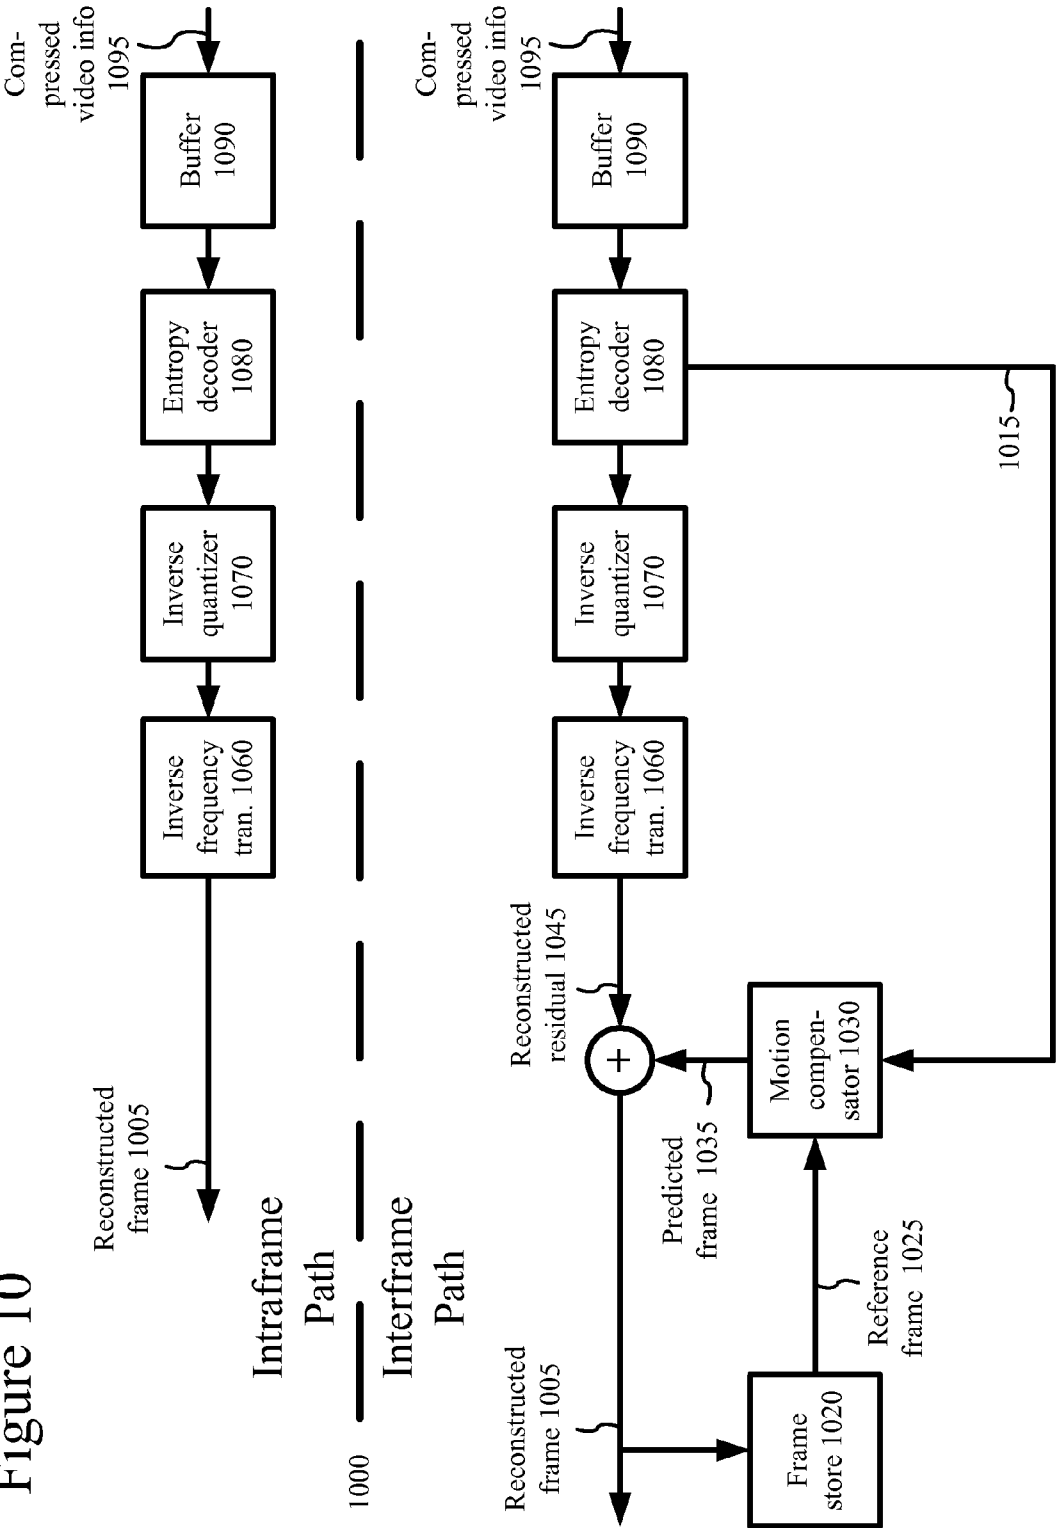 Figure 10
Reconstructed
frame 1005
Inverse
frequency
tran. 1060
Inverse
quantizer
1070
Entropy
decoder
1080
Buffer
1090
Com-
pressed
video info
1095
Intraframe
Path
1000
Interframe
Path
Reconstructed
frame 1005
Reconstructed
residual 1045
+
Inverse
frequency
tran. 1060
Inverse
quantizer
1070
Entropy
decoder
1080
Buffer
1090
Com-
pressed
video info
1095
Predicted
frame 1035
Frame
store 1020
Reference
frame 1025
Motion
compen-
sator 1030
1015